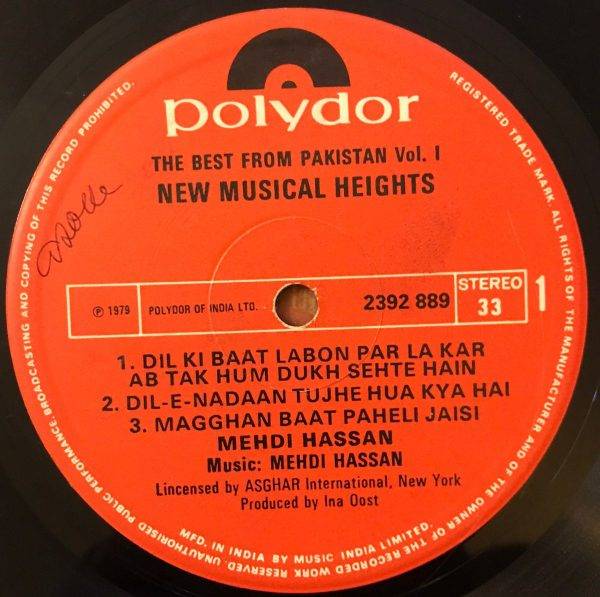 polydor
THE BEST FROM PAKISTAN Vol. I
NEW MUSICAL HEIGHTS
℗ 1979
POLYDOR OF INDIA LTD.
2392 889
STEREO
33
1
1. DIL KI BAAT LABON PAR LA KAR
AB TAK HUM DUKH SEHTE HAIN
2. DIL-E-NADAAN TUJHE HUA KYA HAI
3. MAGGHAN BAAT PAHELI JAISI
MEHDI HASSAN
Music: MEHDI HASSAN
Lincensed by ASGHAR International, New York
Produced by Ina Oost
MFD. IN INDIA BY MUSIC INDIA LIMITED.
REGISTERED TRADE MARK. ALL RIGHTS OF THE MANUFACTURER AND OF THE OWNER OF THE RECORDED WORK RESERVED. UNAUTHORISED PUBLIC PERFORMANCE. BROADCASTING AND COPYING OF THIS RECORD PROHIBITED.